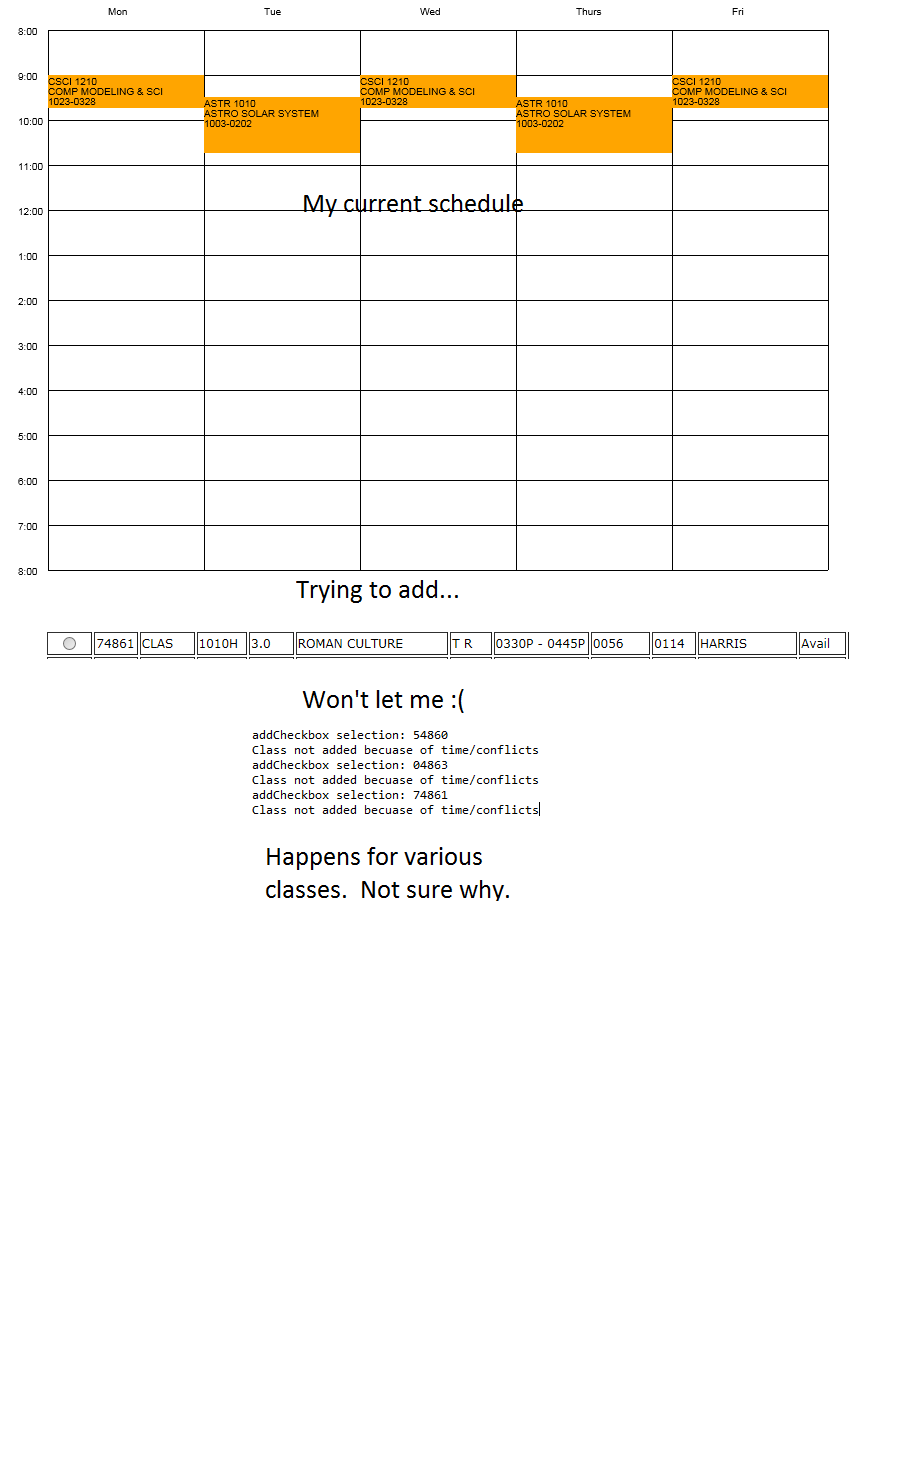 Mon Tue Wed Thurs Fri
8:00
9:00
CSCI 1210 CSCI 1210 CSCI 1210
COMP MODELING & SCI COMP MODELING & SCI COMP MODELING & SCI
1023-0328 1023-0328 1023-0328
ASTR 1010 ASTR 1010
ASTRO SOLAR SYSTEM ASTRO SOLAR SYSTEM
10:00 1003-0202 1003-0202
11:00
My current schedule
12:00
1:00
2:00
3:00
4:00
5:00
6:00
7:00
8:00
Trying to add...
74861 CLAS 1010H 3.0 ROMAN CULTURE T R 0330P - 0445P 0056 0114 HARRIS Avail
Won't let me :(
addCheckbox selection: 54860
Class not added becuase of time/conflicts
addCheckbox selection: 04863
Class not added becuase of time/conflicts
addCheckbox selection: 74861
Class not added becuase of time/conflicts
Happens for various
classes.  Not sure why.